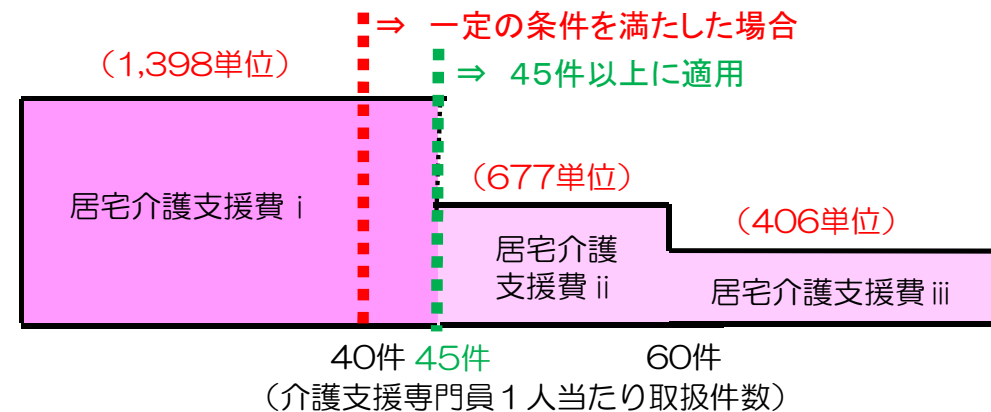 ⇒ 一定の条件を満たした場合
(1,398単位)
⇒ 45件以上に適用
(677単位)
居宅介護支援費ⅰ
(406単位)
居宅介護
支援費ⅱ
居宅介護支援費ⅲ
40件 45件 60件
(介護支援専門員1人当たり取扱件数)